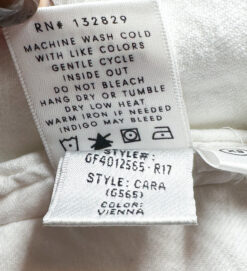 RN# 132829
MACHINE WASH COLD
WITH LIKE COLORS
GENTLE CYCLE
INSIDE OUT
DO NOT BLEACH
HANG DRY OR TUMBLE
DRY LOW HEAT
WARM IRON IF NEEDED
INDIGO MAY BLEED
STYLE#:
GF4012565-R17
STYLE: CARA
(G565)
COLOR:
VIENNA